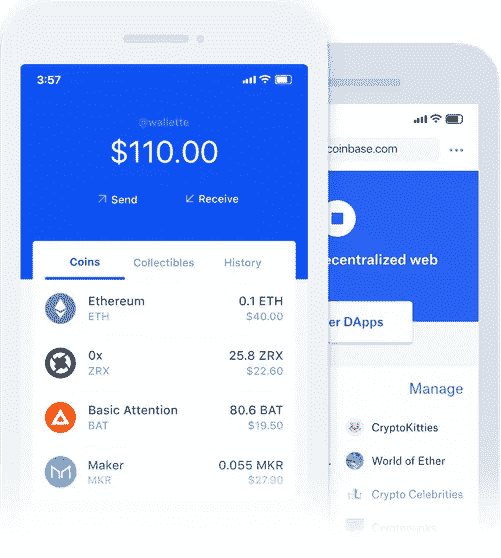 3:57
@wallette
$110.00
Send
Receive
Coins
Collectibles
History
Ethereum
0.1 ETH
ETH
$40.00
0x
25.8 ZRX
ZRX
$22.60
Basic Attention
80.6 BAT
BAT
$19.50
Maker
0.055 MKR
MKR
$27.90
coinbase.com
ecentralized web
er DApps
Manage
CryptoKitties
World of Ether
Crypto Celebrities